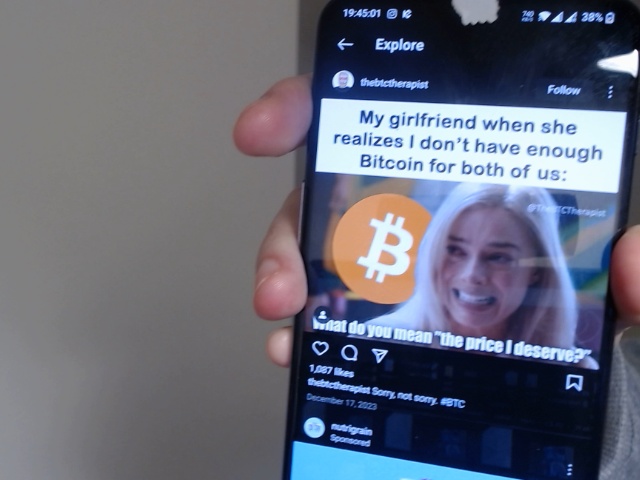 19:45:01
740
KB/S
38%
Explore
thebtctherapist
Follow
My girlfriend when she
realizes I don't have enough
Bitcoin for both of us:
@TheBTCTherapist
What do you mean "the price I deserve?"
1,087 likes
thebtctherapist Sorry, not sorry. #BTC
December 17, 2023
nutrigrain
Sponsored